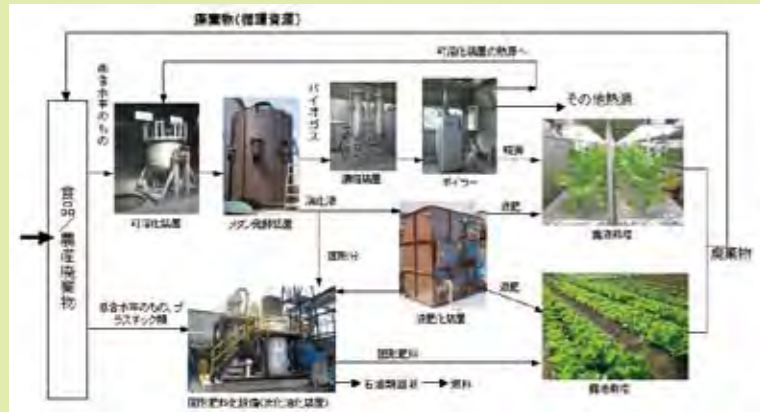 廃棄物(循環資源)
可溶化装置の熱源へ
高含水率のもの
バイオガス
その他熱源
可溶化装置
メタン発酵装置
ボイラー
消化液
液肥
養液栽培
食品/農産廃棄物
固形分
廃棄物
液肥化装置
液肥
低含水率のもの、プ
ラスチック類
固形肥料
露地栽培
燃料